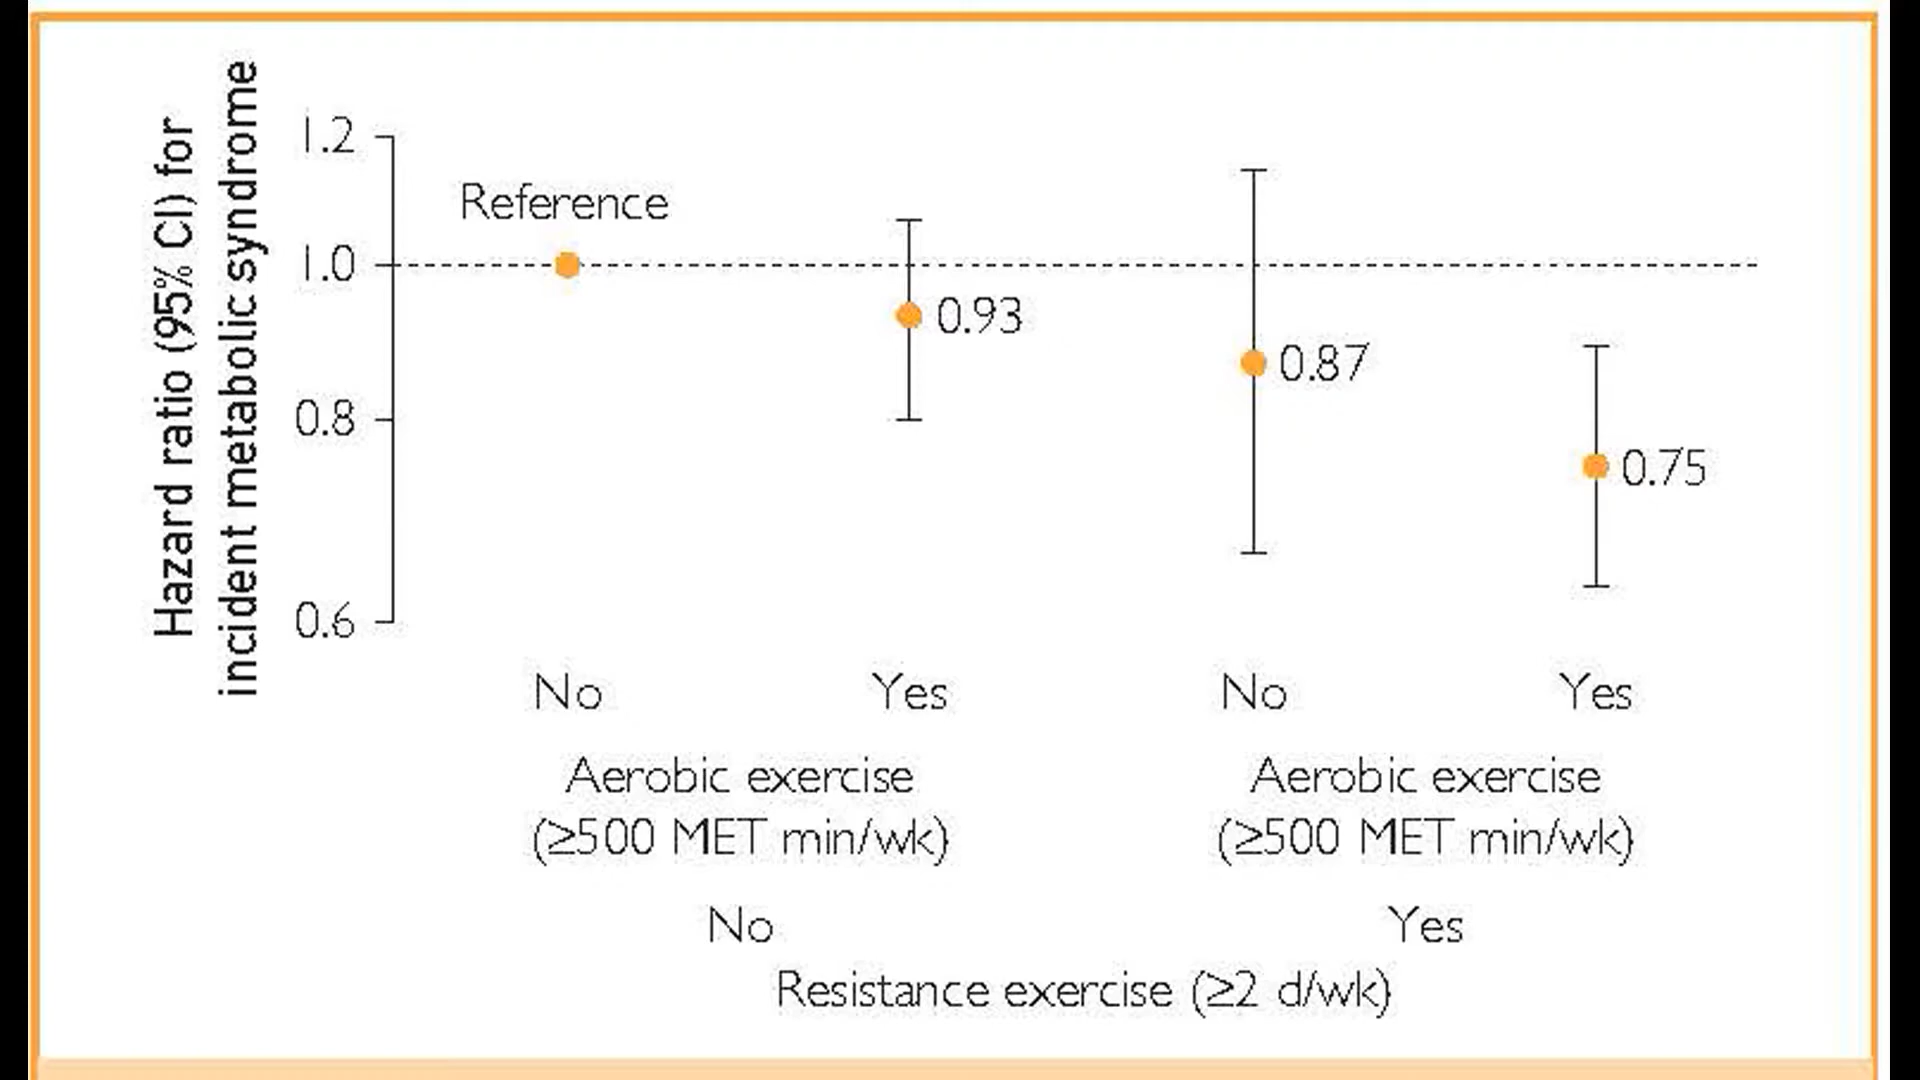 Hazard ratio (95% CI) for
incident metabolic syndrome
1.2
1.0
0.8
0.6
Reference
0.93
0.87
0.75
No Yes No Yes
Aerobic exercise Aerobic exercise
(≥500 MET min/wk) (≥500 MET min/wk)
No Yes
Resistance exercise (≥2 d/wk)